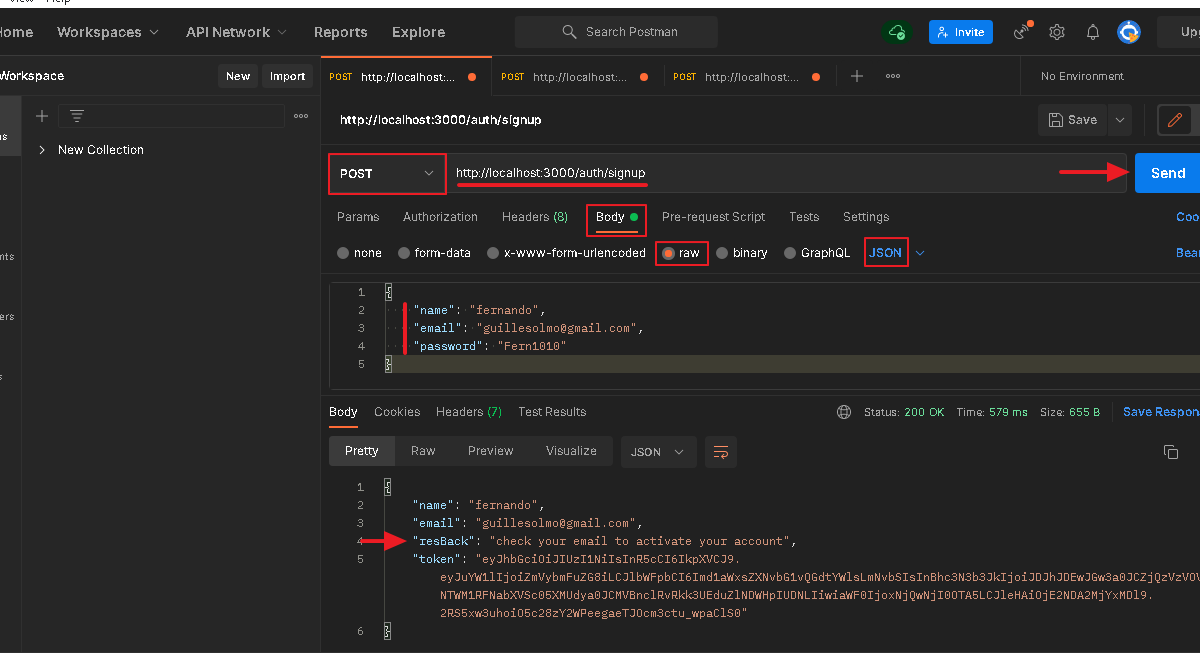 View Help
Home Workspaces API Network Reports Explore Search Postman Invite Upg
Workspace New Import POST http://localhost:... POST http://localhost:... POST http://localhost:... No Environment
http://localhost:3000/auth/signup Save
New Collection
POST http://localhost:3000/auth/signup Send
Params Authorization Headers (8) Body Pre-request Script Tests Settings Coo
none form-data x-www-form-urlencoded raw binary GraphQL JSON Bea
nts
ers
1 {
2 "name": "fernando",
3 "email": "guillesolmo@gmail.com",
4 "password": "Fern1010"
5 }
Body Cookies Headers (7) Test Results Status: 200 OK Time: 579 ms Size: 655 B Save Respon
Pretty Raw Preview Visualize JSON
1 {
2 "name": "fernando",
3 "email": "guillesolmo@gmail.com",
4 "resBack": "check your email to activate your account",
5 "token": "eyJhbGciOiJIUzI1NiIsInR5cCI6IkpXVCJ9.
6 }